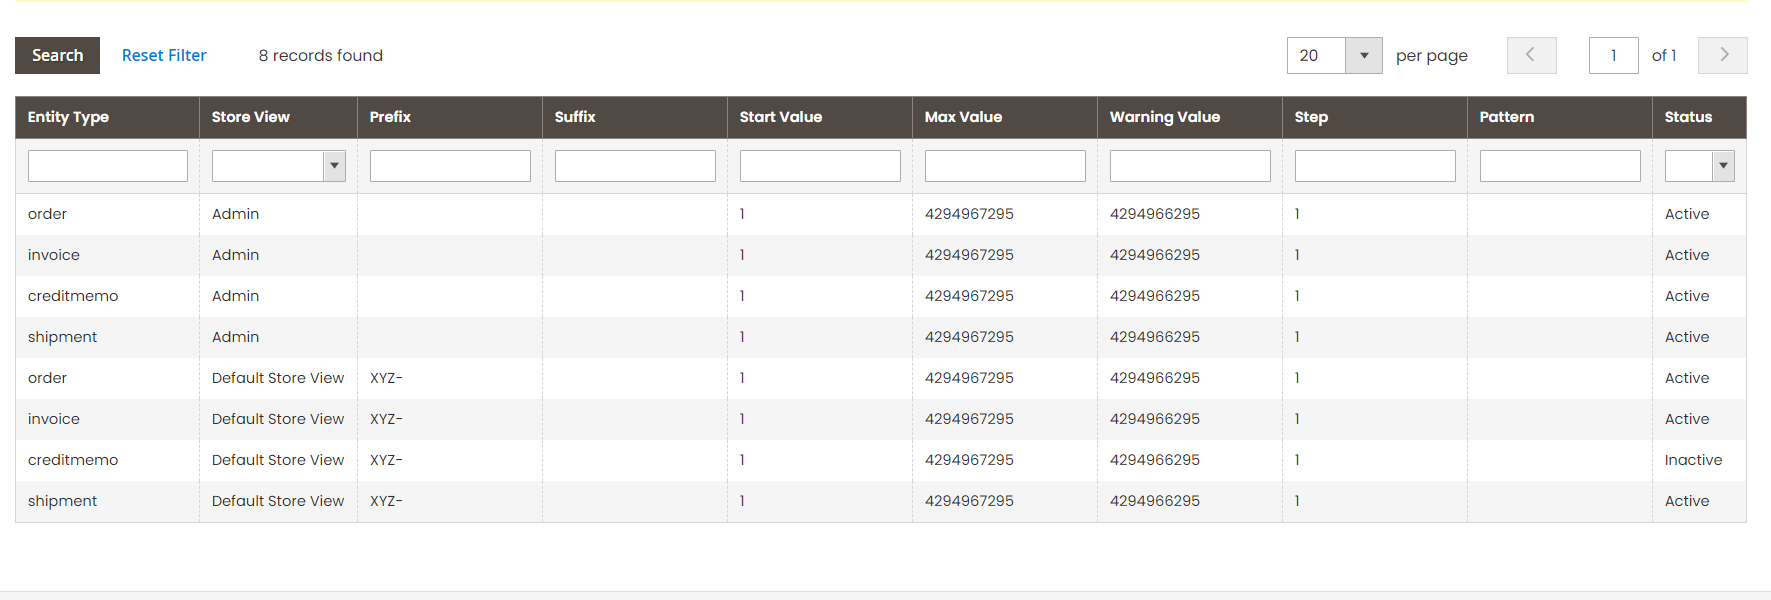 Search Reset Filter 8 records found 20 per page 1 of 1
Entity Type Store View Prefix Suffix Start Value Max Value Warning Value Step Pattern Status
order Admin 1 4294967295 4294966295 1 Active
invoice Admin 1 4294967295 4294966295 1 Active
creditmemo Admin 1 4294967295 4294966295 1 Active
shipment Admin 1 4294967295 4294966295 1 Active
order Default Store View XYZ- 1 4294967295 4294966295 1 Active
invoice Default Store View XYZ- 1 4294967295 4294966295 1 Active
creditmemo Default Store View XYZ- 1 4294967295 4294966295 1 Inactive
shipment Default Store View XYZ- 1 4294967295 4294966295 1 Active